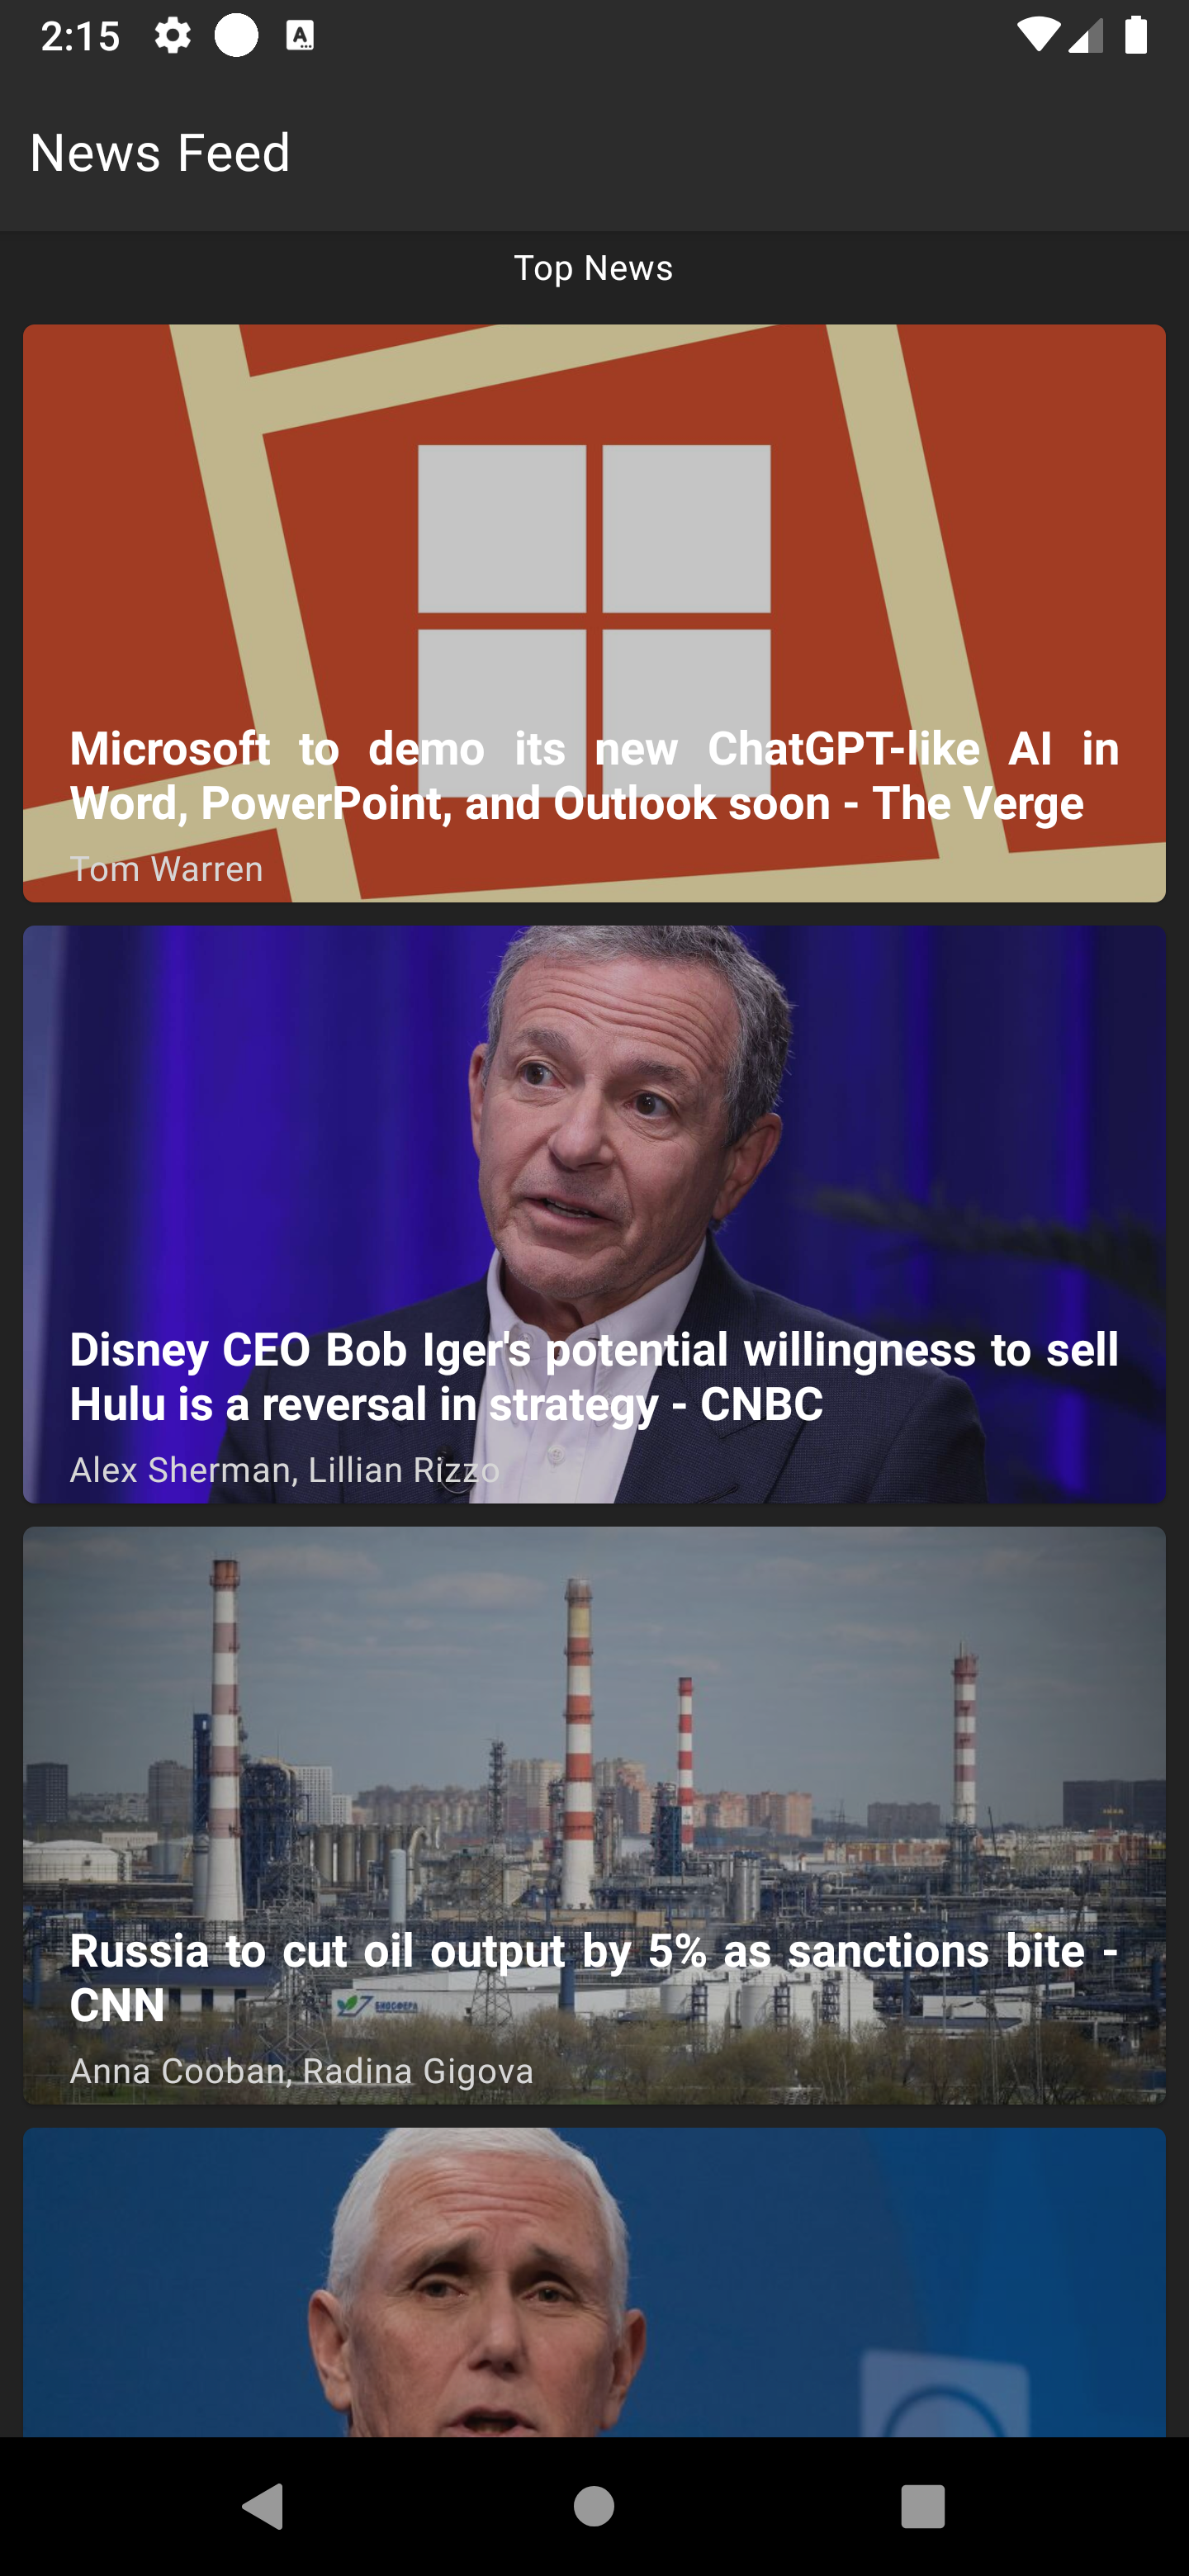 2:15
News Feed
Top News
Microsoft to demo its new ChatGPT-like AI in
Word, PowerPoint, and Outlook soon - The Verge
Tom Warren
Disney CEO Bob Iger's potential willingness to sell
Hulu is a reversal in strategy - CNBC
Alex Sherman, Lillian Rizzo
Russia to cut oil output by 5% as sanctions bite -
CNN
БИОСФЕРА
Anna Cooban, Radina Gigova